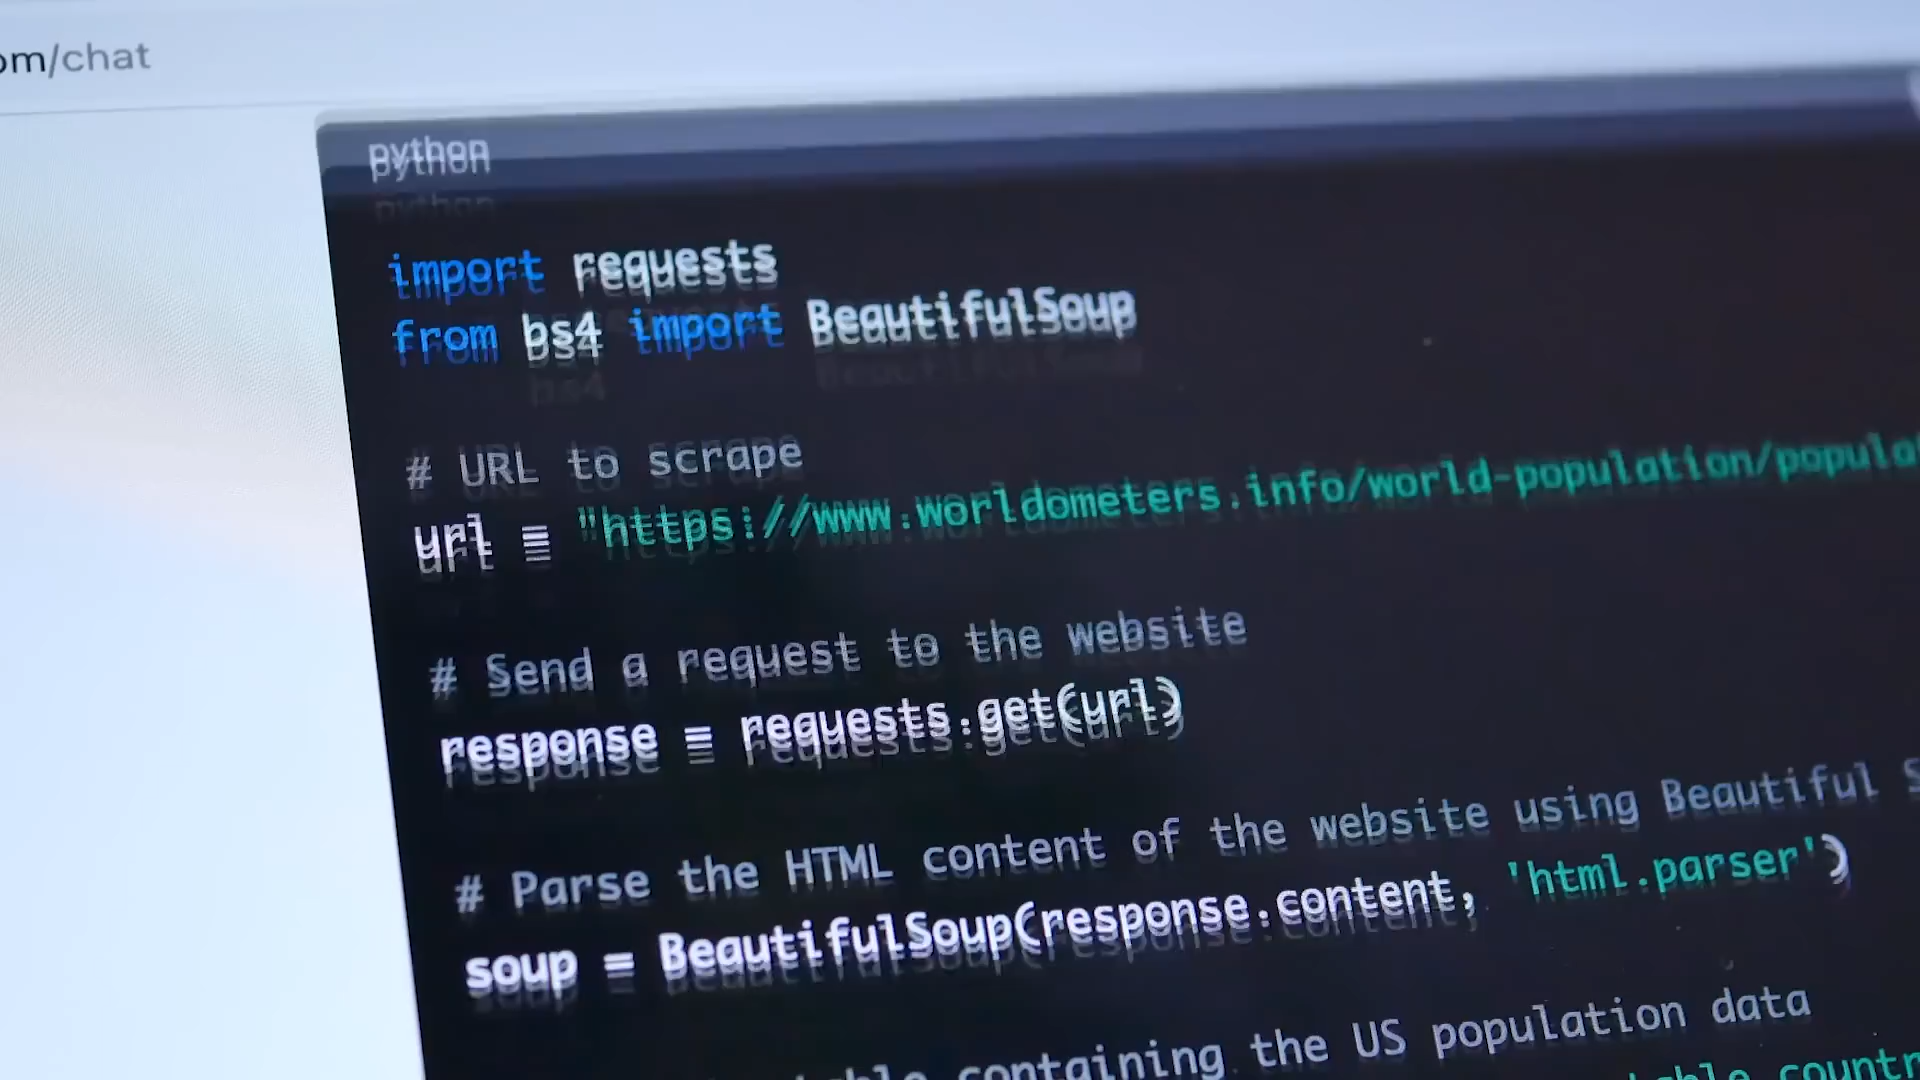 om/chat
python
import requests
from bs4 import BeautifulSoup
# URL to scrape
url = "https://www.worldometers.info/world-population/populat
# Send a request to the website
response = requests.get(url)
# Parse the HTML content of the website using Beautiful S
soup = BeautifulSoup(response.content, 'html.parser')
containing the US population data